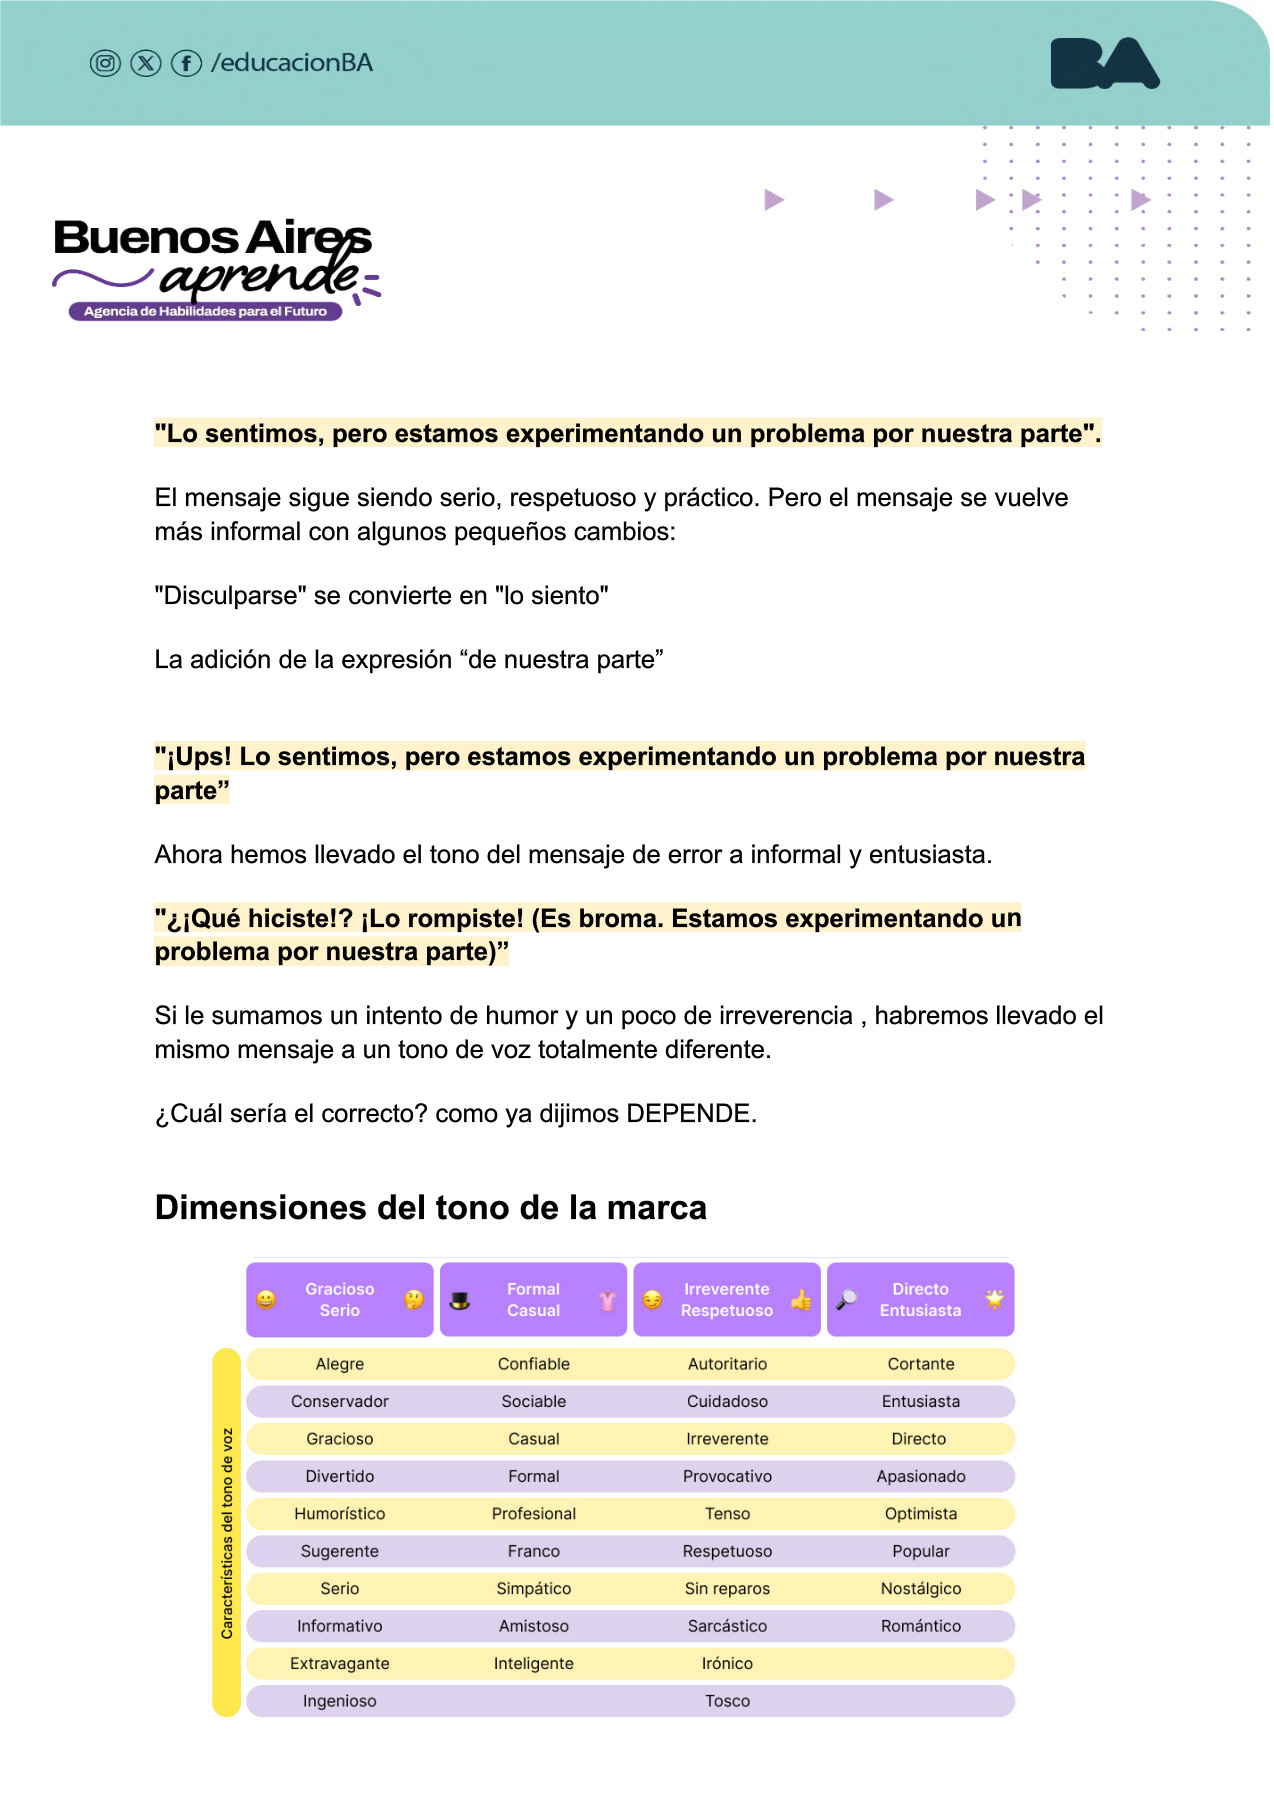 /educacionBA
BA
Buenos Aires
aprende
Agencia de Habilidades para el Futuro
"Lo sentimos, pero estamos experimentando un problema por nuestra parte".
El mensaje sigue siendo serio, respetuoso y práctico. Pero el mensaje se vuelve
más informal con algunos pequeños cambios:
"Disculparse" se convierte en "lo siento"
La adición de la expresión “de nuestra parte”
"¡Ups! Lo sentimos, pero estamos experimentando un problema por nuestra
parte”
Ahora hemos llevado el tono del mensaje de error a informal y entusiasta.
"¿¡Qué hiciste!? ¡Lo rompiste! (Es broma. Estamos experimentando un
problema por nuestra parte)”
Si le sumamos un intento de humor y un poco de irreverencia , habremos llevado el
mismo mensaje a un tono de voz totalmente diferente.
¿Cuál sería el correcto? como ya dijimos DEPENDE.
Dimensiones del tono de la marca
Gracioso Formal Irreverente Directo
Serio Casual Respetuoso Entusiasta
Características del tono de voz
Alegre Confiable Autoritario Cortante
Conservador Sociable Cuidadoso Entusiasta
Gracioso Casual Irreverente Directo
Divertido Formal Provocativo Apasionado
Humorístico Profesional Tenso Optimista
Sugerente Franco Respetuoso Popular
Serio Simpático Sin reparos Nostálgico
Informativo Amistoso Sarcástico Romántico
Extravagante Inteligente Irónico
Ingenioso Tosco